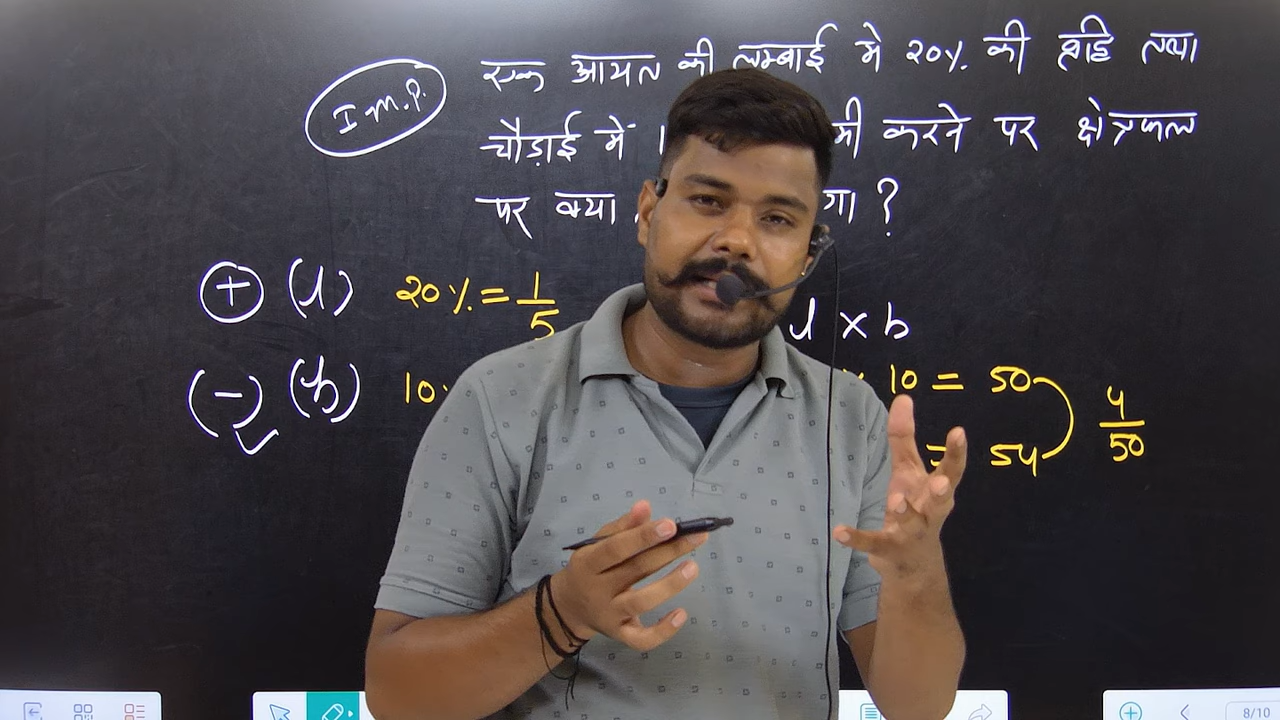 I.M.P.
एक आयत की लम्बाई में 20% की वृद्धि तथा
चौड़ाई में 1 मी करने पर क्षेत्रफल
पर क्या गा ?
+ (l) 20% = 1/5
l × b
(-) (b) 10
10 = 50
4/50
= 54
8/10